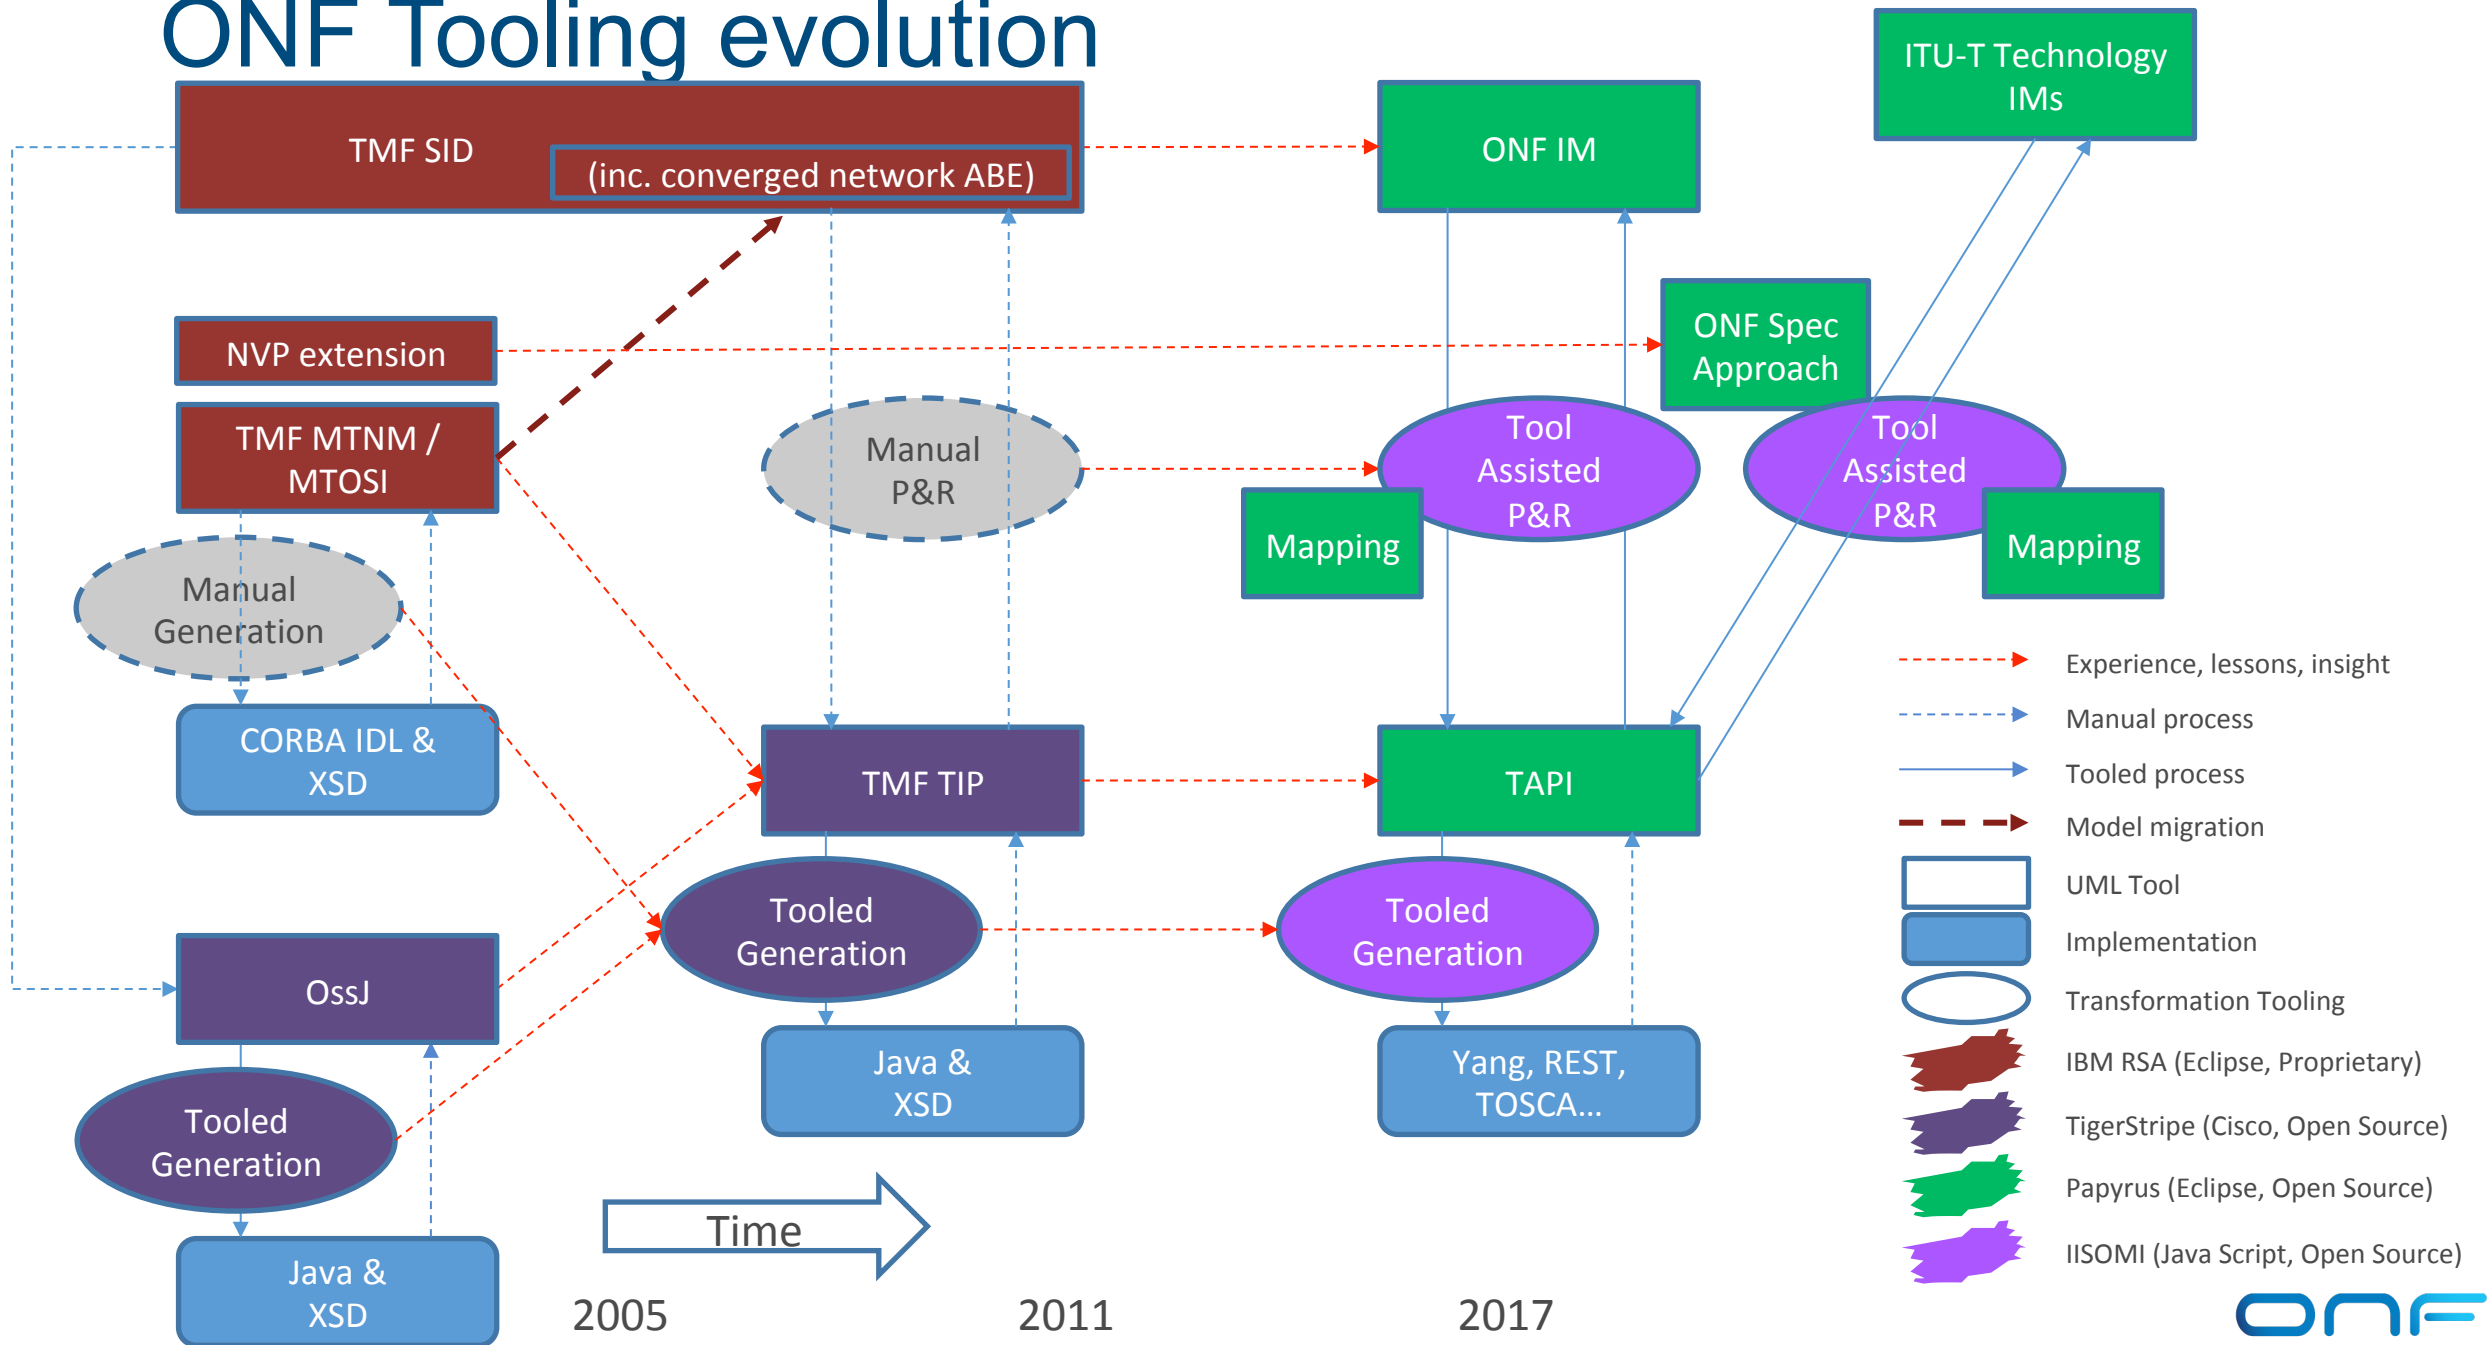 ONF Tooling evolution
ITU-T Technology
IMs
TMF SID
(inc. converged network ABE)
ONF IM
NVP extension
ONF Spec
Approach
TMF MTNM /
MTOSI
Manual
P&R
Tool
Assisted
P&R
Tool
Assisted
P&R
Mapping
Mapping
Manual
Generation
CORBA IDL &
XSD
TMF TIP
TAPI
Tooled
Generation
Tooled
Generation
OssJ
Java &
XSD
Yang, REST,
TOSCA...
Tooled
Generation
Java &
XSD
Time
2005
2011
2017
Experience, lessons, insight
Manual process
Tooled process
Model migration
UML Tool
Implementation
Transformation Tooling
IBM RSA (Eclipse, Proprietary)
TigerStripe (Cisco, Open Source)
Papyrus (Eclipse, Open Source)
IISOMI (Java Script, Open Source)
ONF